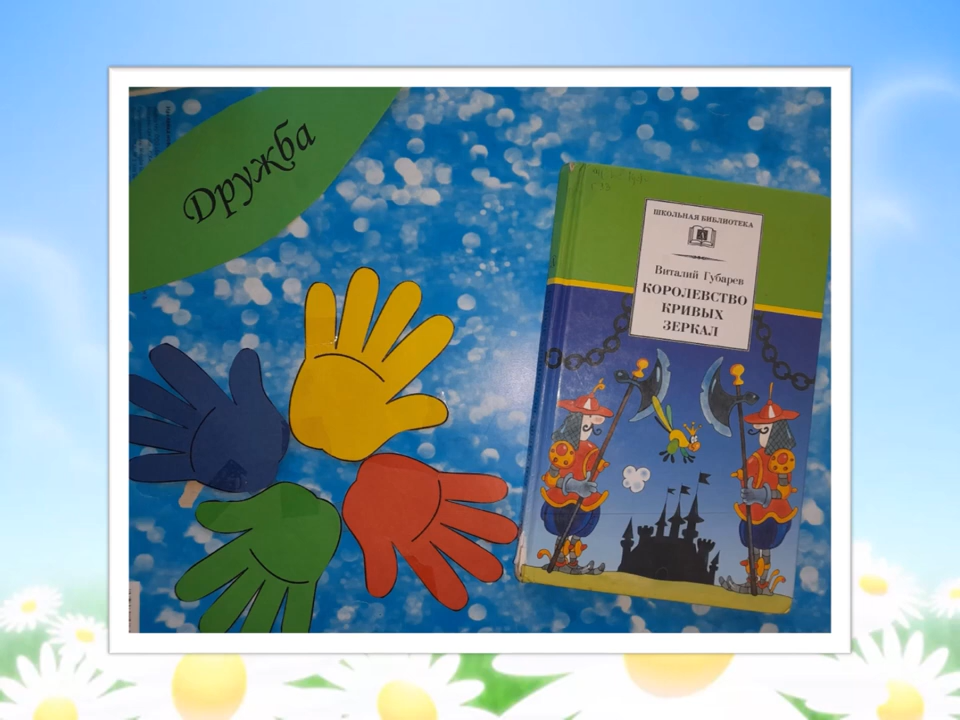 Дружба
ШКОЛЬНАЯ БИБЛИОТЕКА
Виталий Губарев
КОРОЛЕВСТВО
КРИВЫХ
ЗЕРКАЛ